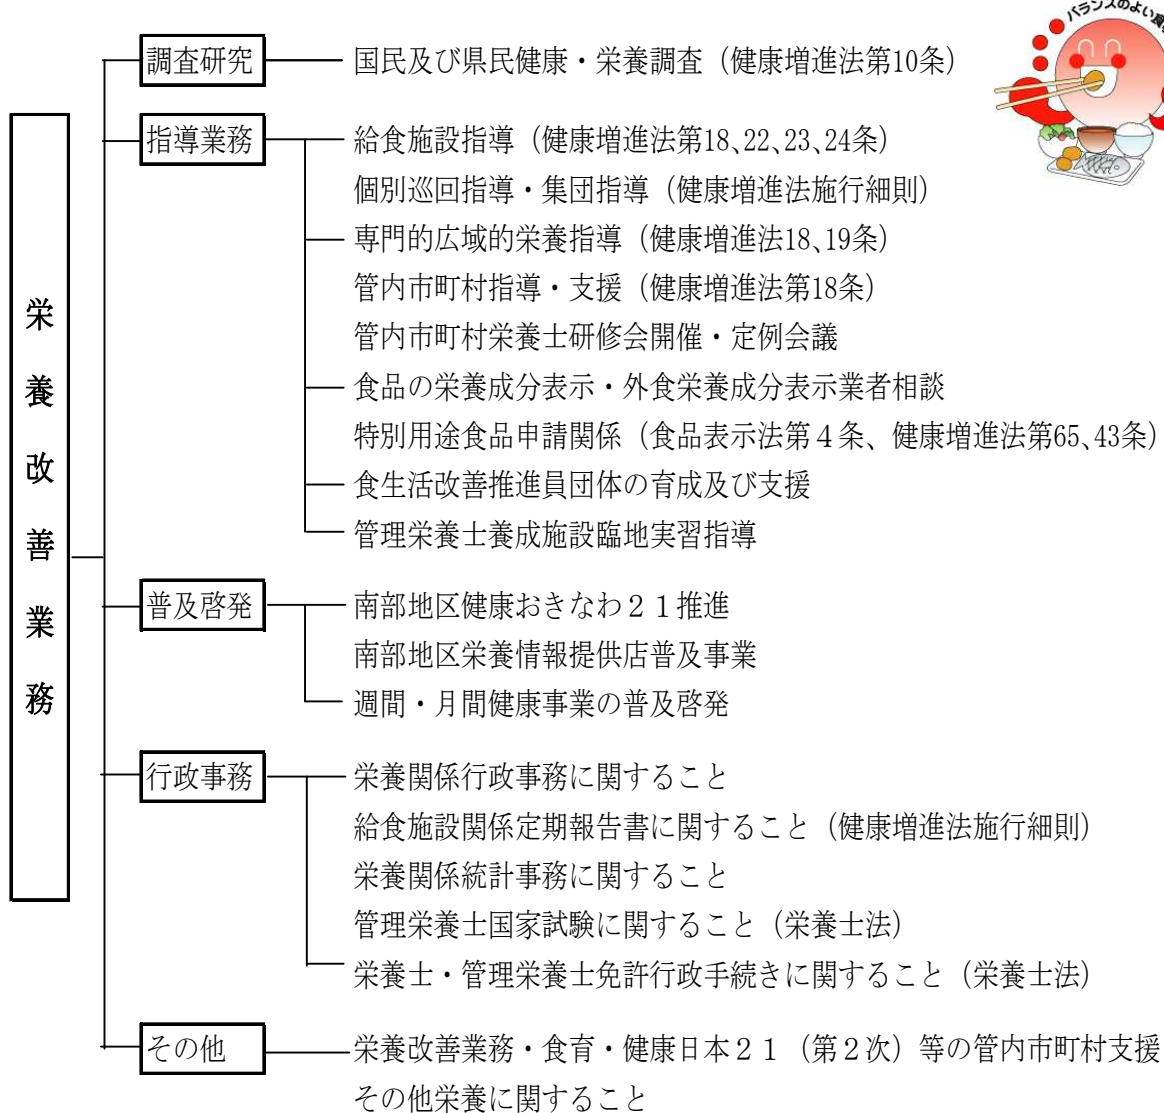 バランスのよい食
調査研究 国民及び県民健康・栄養調査（健康増進法第10条）
指導業務 給食施設指導（健康増進法第18、22、23、24条）
個別巡回指導・集団指導（健康増進法施行細則）
専門的広域的栄養指導（健康増進法18、19条）
管内市町村指導・支援（健康増進法第18条）
管内市町村栄養士研修会開催・定例会議
食品の栄養成分表示・外食栄養成分表示業者相談
特別用途食品申請関係（食品表示法第４条、健康増進法第65、43条）
食生活改善推進員団体の育成及び支援
管理栄養士養成施設臨地実習指導
栄養改善業務
普及啓発 南部地区健康おきなわ２１推進
南部地区栄養情報提供店普及事業
週間・月間健康事業の普及啓発
行政事務 栄養関係行政事務に関すること
給食施設関係定期報告書に関すること（健康増進法施行細則）
栄養関係統計事務に関すること
管理栄養士国家試験に関すること（栄養士法）
栄養士・管理栄養士免許行政手続きに関すること（栄養士法）
その他 栄養改善業務・食育・健康日本２１（第２次）等の管内市町村支援
その他栄養に関すること